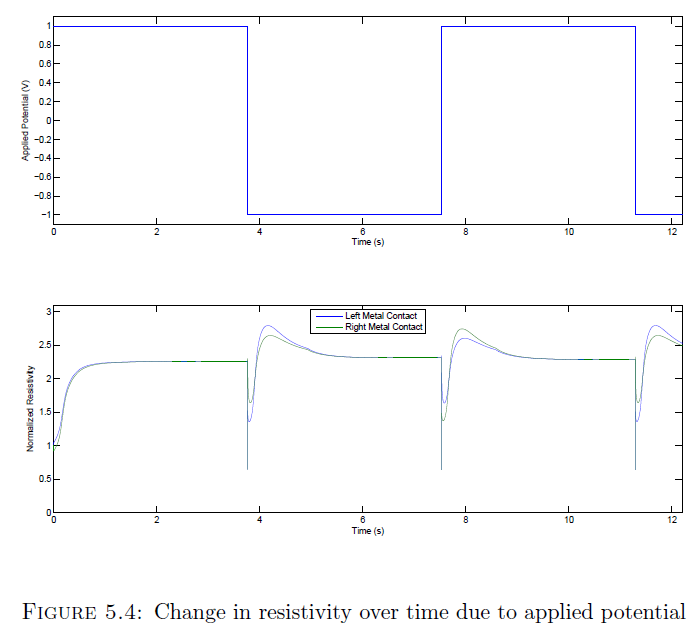 1
0.8
0.6
0.4
0.2
0
−0.2
−0.4
−0.6
−0.8
−1
Applied Potential (V)
0 2 4 6 8 10 12
Time (s)
3
2.5
2
1.5
1
0.5
0
Normalized Resistivity
Left Metal Contact
Right Metal Contact
0 2 4 6 8 10 12
Time (s)
FIGURE 5.4: Change in resistivity over time due to applied potential